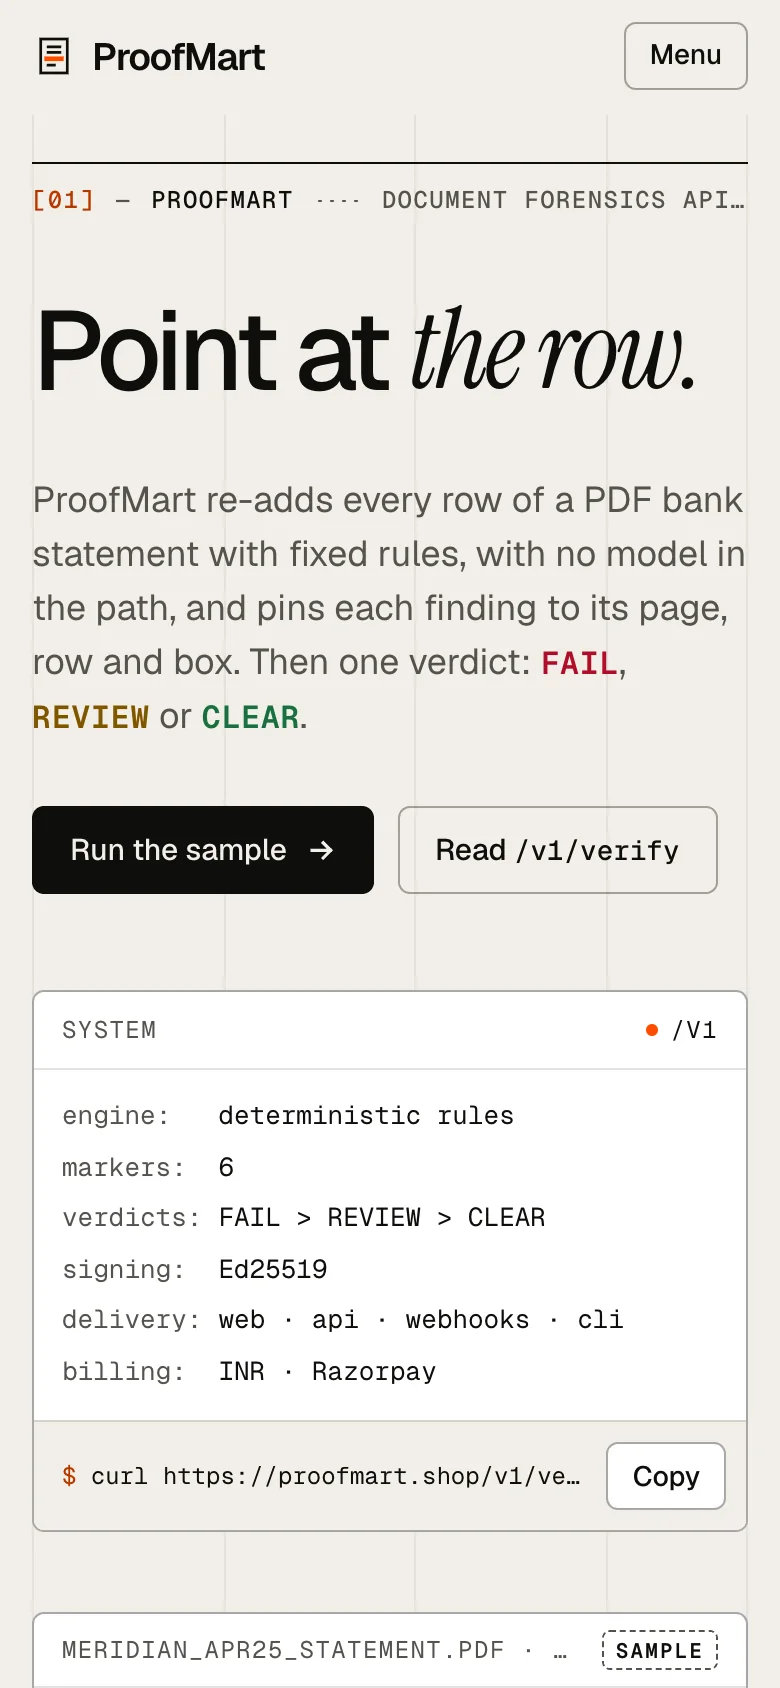 ProofMart
Menu
[01] — PROOFMART ···· DOCUMENT FORENSICS API…
Point at the row.
ProofMart re-adds every row of a PDF bank
statement with fixed rules, with no model in
the path, and pins each finding to its page,
row and box. Then one verdict: FAIL,
REVIEW or CLEAR.
Run the sample →
Read /v1/verify
SYSTEM
/V1
engine: deterministic rules
markers: 6
verdicts: FAIL > REVIEW > CLEAR
signing: Ed25519
delivery: web · api · webhooks · cli
billing: INR · Razorpay
$ curl https://proofmart.shop/v1/ve…
Copy
MERIDIAN_APR25_STATEMENT.PDF · …
SAMPLE